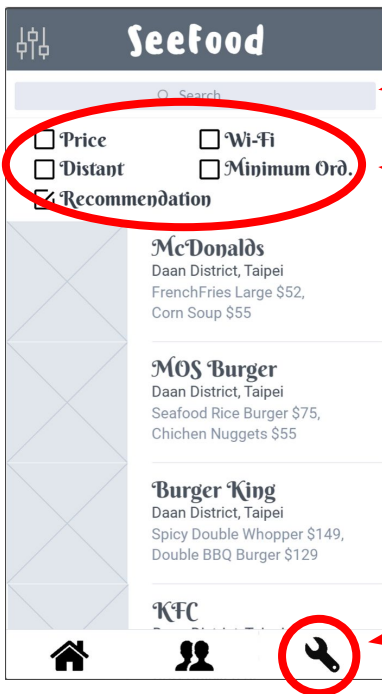 SeeFood
Search
Price
Wi-Fi
Distant
Minimum Ord.
Recommendation
McDonalds
Daan District, Taipei
FrenchFries Large $52,
Corn Soup $55
MOS Burger
Daan District, Taipei
Seafood Rice Burger $75,
Chichen Nuggets $55
Burger King
Daan District, Taipei
Spicy Double Whopper $149,
Double BBQ Burger $129
KFC